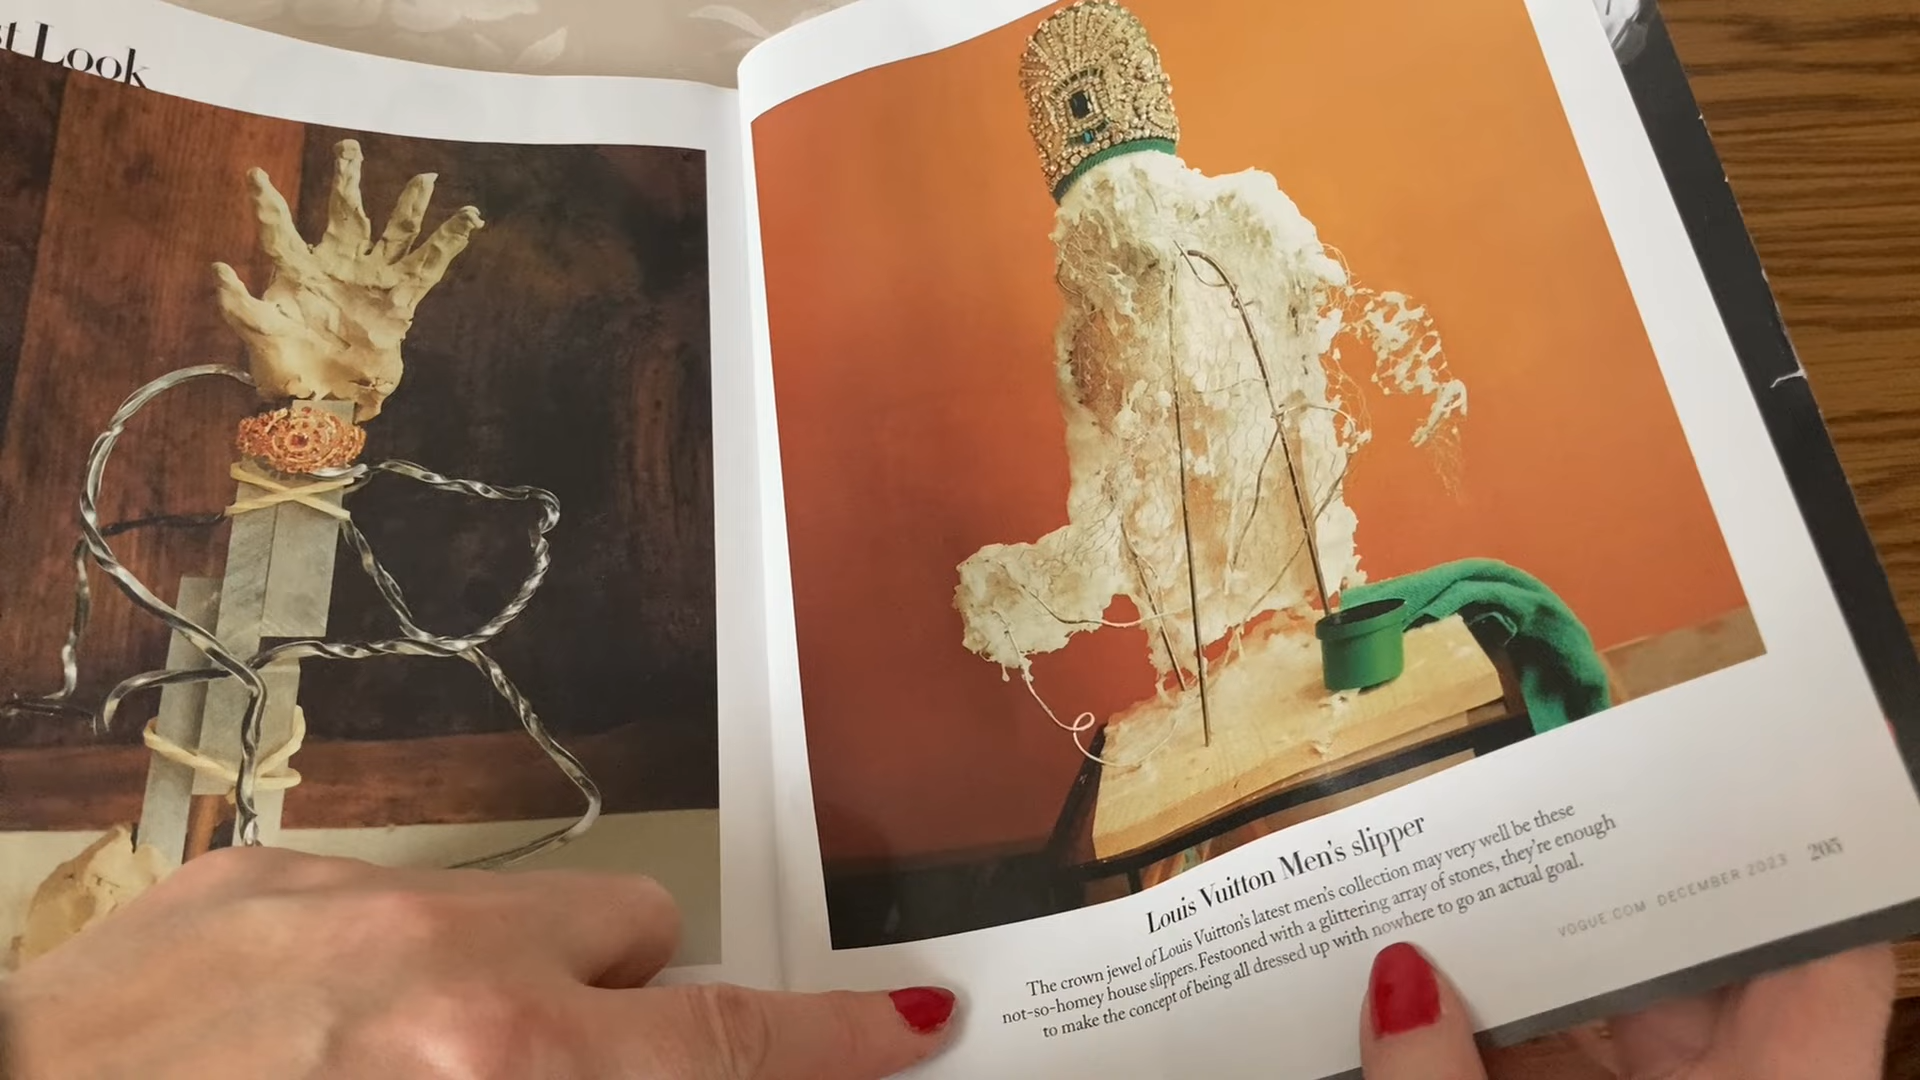 st Look
Louis Vuitton Men's slipper
The crown jewel of Louis Vuitton's latest men's collection may very well be these
not-so-homey house slippers. Festooned with a glittering array of stones, they're enough
to make the concept of being all dressed up with nowhere to go an actual goal.
VOGUE.COM DECEMBER 2023 205